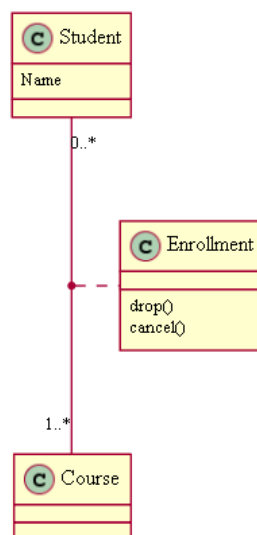 C Student
Name
0..*
C Enrollment
drop()
cancel()
1..*
C Course